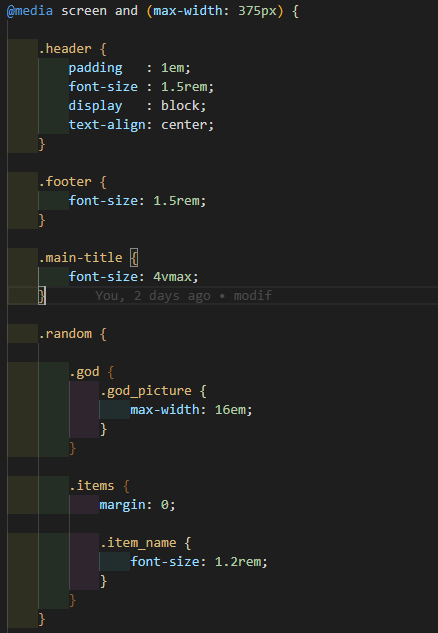 @media screen and (max-width: 375px) {
.header {
padding   : 1em;
font-size : 1.5rem;
display   : block;
text-align: center;
}
.footer {
font-size: 1.5rem;
}
.main-title {
font-size: 4vmax;
}      You, 2 days ago • modif
.random {
.god {
.god_picture {
max-width: 16em;
}
}
.items {
margin: 0;
.item_name {
font-size: 1.2rem;
}
}
}